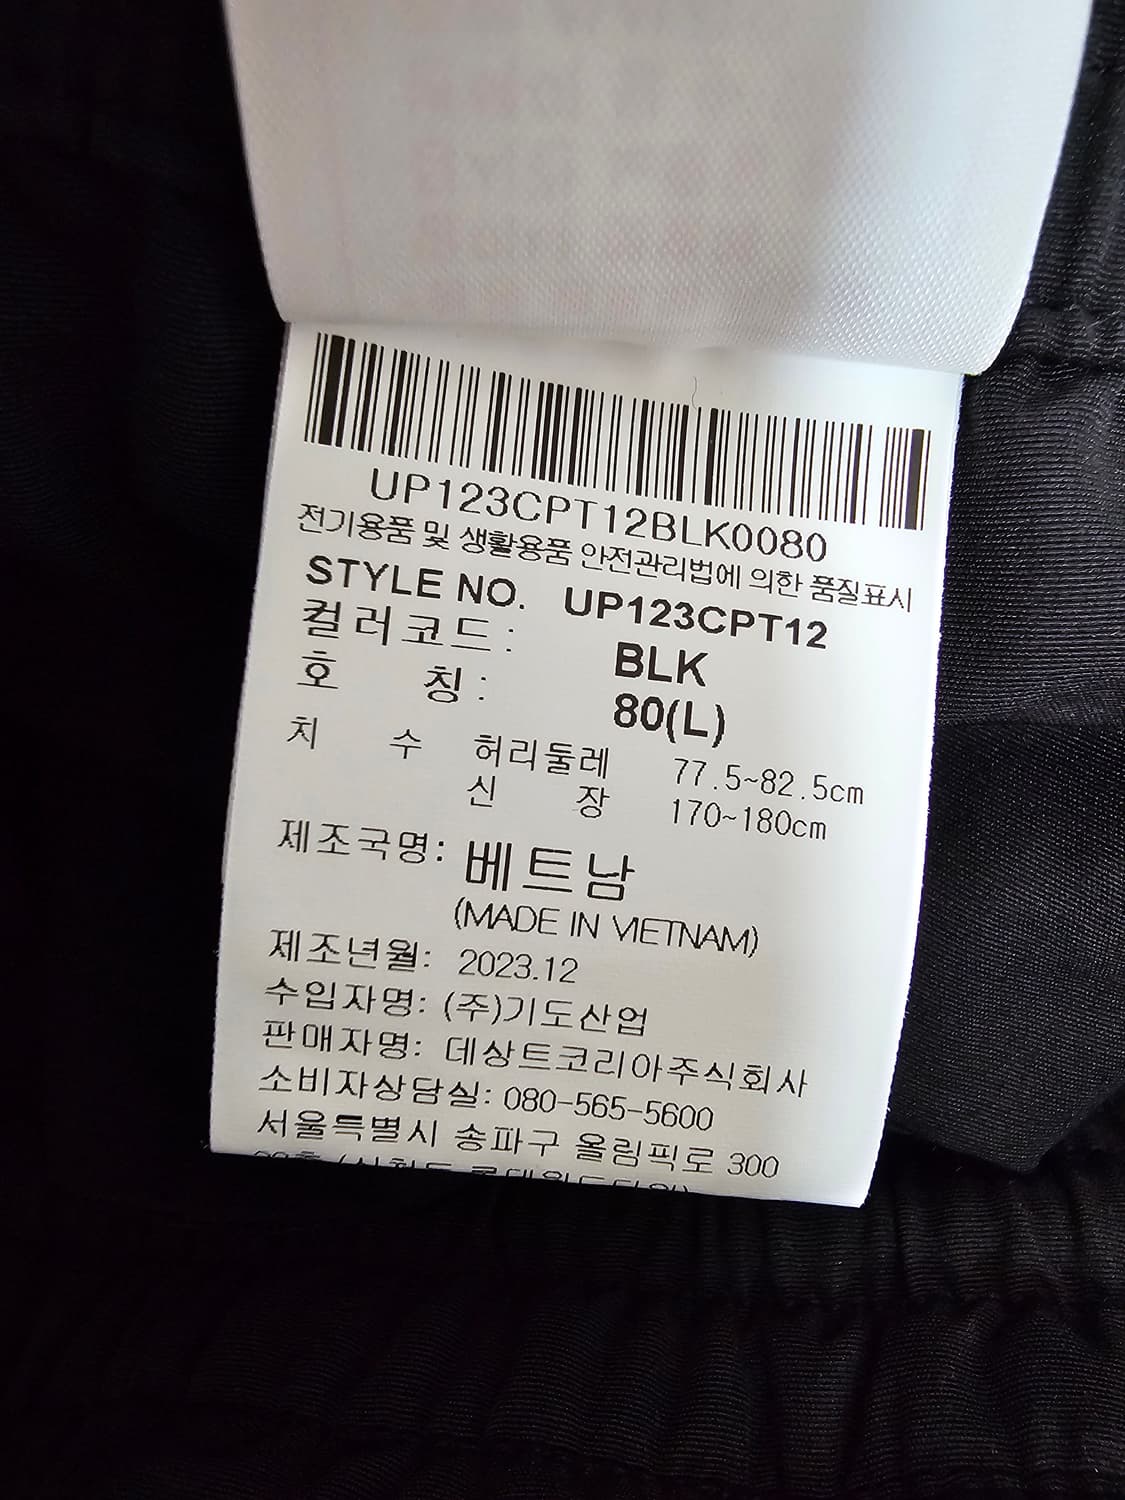 UP123CPT12BLK0080
전기용품 및 생활용품 안전관리법에 의한 품질표시
STYLE NO. UP123CPT12
컬러코드 : BLK
호 칭 : 80(L)
치 수 허리둘레 77.5~82.5cm
신 장 170~180cm
제조국명: 베트남
(MADE IN VIETNAM)
제조년월: 2023.12
수입자명: (주)기도산업
판매자명: 데상트코리아주식회사
소비자상담실: 080-565-5600
서울특별시 송파구 올림픽로 300